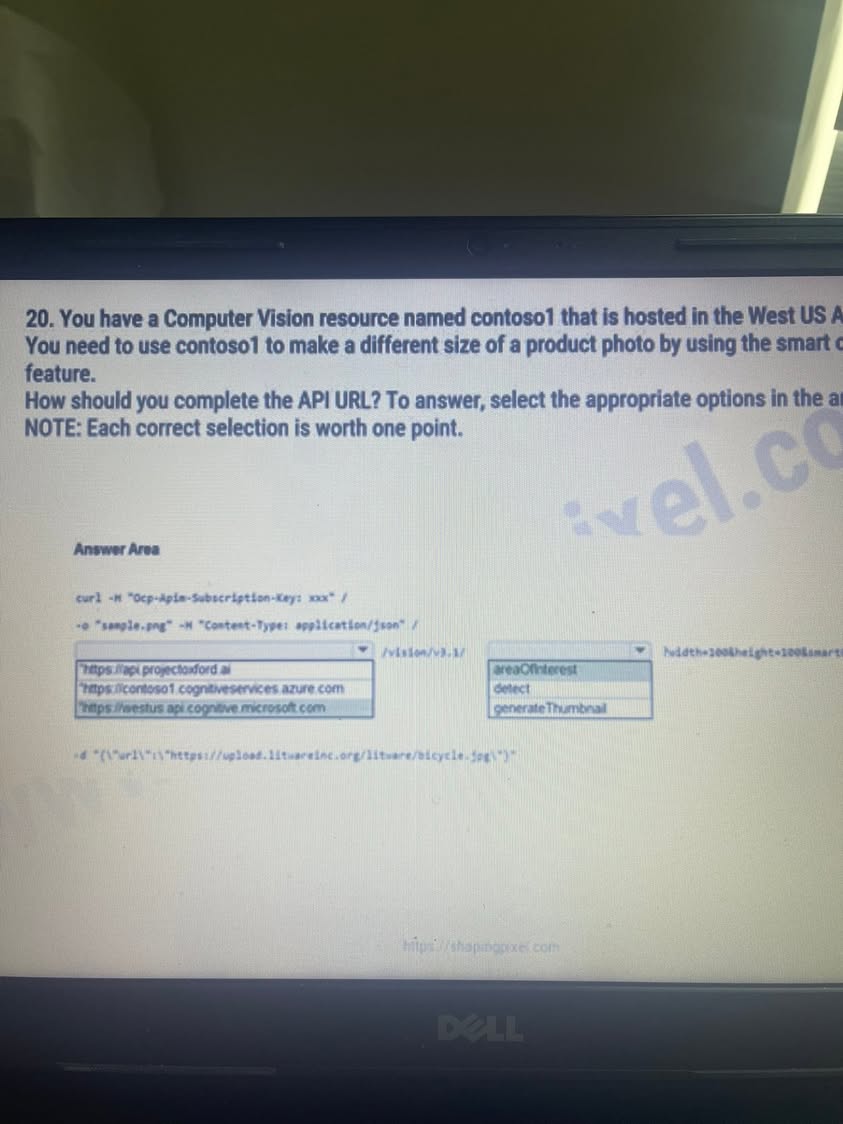 20. You have a Computer Vision resource named contoso1 that is hosted in the West US A
You need to use contoso1 to make a different size of a product photo by using the smart c
feature.
How should you complete the API URL? To answer, select the appropriate options in the ar
NOTE: Each correct selection is worth one point.
ixel.co
Answer Area
curl -H "Ocp-Apim-Subscription-Key: xxx" /
-o "sample.png" -H "Content-Type: application/json" /
/vision/v3.1/ ?width=100&height=100&smart
"https://api.projectoxford.ai areaOfInterest
"https://contoso1.cognitiveservices.azure.com detect
"https://westus.api.cognitive.microsoft.com generateThumbnail
-d "{\"url\":\"https://upload.litwareinc.org/litware/bicycle.jpg\"}"
https://shapingpixel.com
DELL